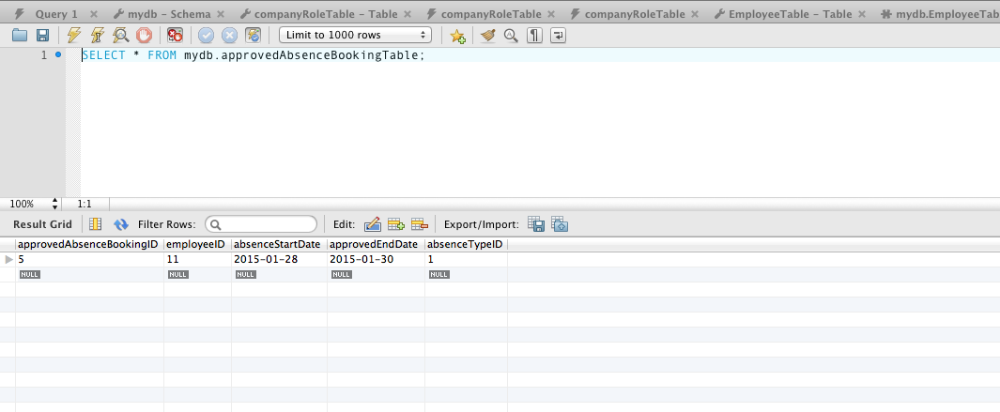 Query 1 mydb - Schema companyRoleTable - Table companyRoleTable companyRoleTable EmployeeTable - Table mydb.EmployeeTab
Limit to 1000 rows
1 SELECT * FROM mydb.approvedAbsenceBookingTable;
100% 1:1
Result Grid Filter Rows: Edit: Export/Import:
approvedAbsenceBookingID employeeID absenceStartDate approvedEndDate absenceTypeID
5 11 2015-01-28 2015-01-30 1
NULL NULL NULL NULL NULL